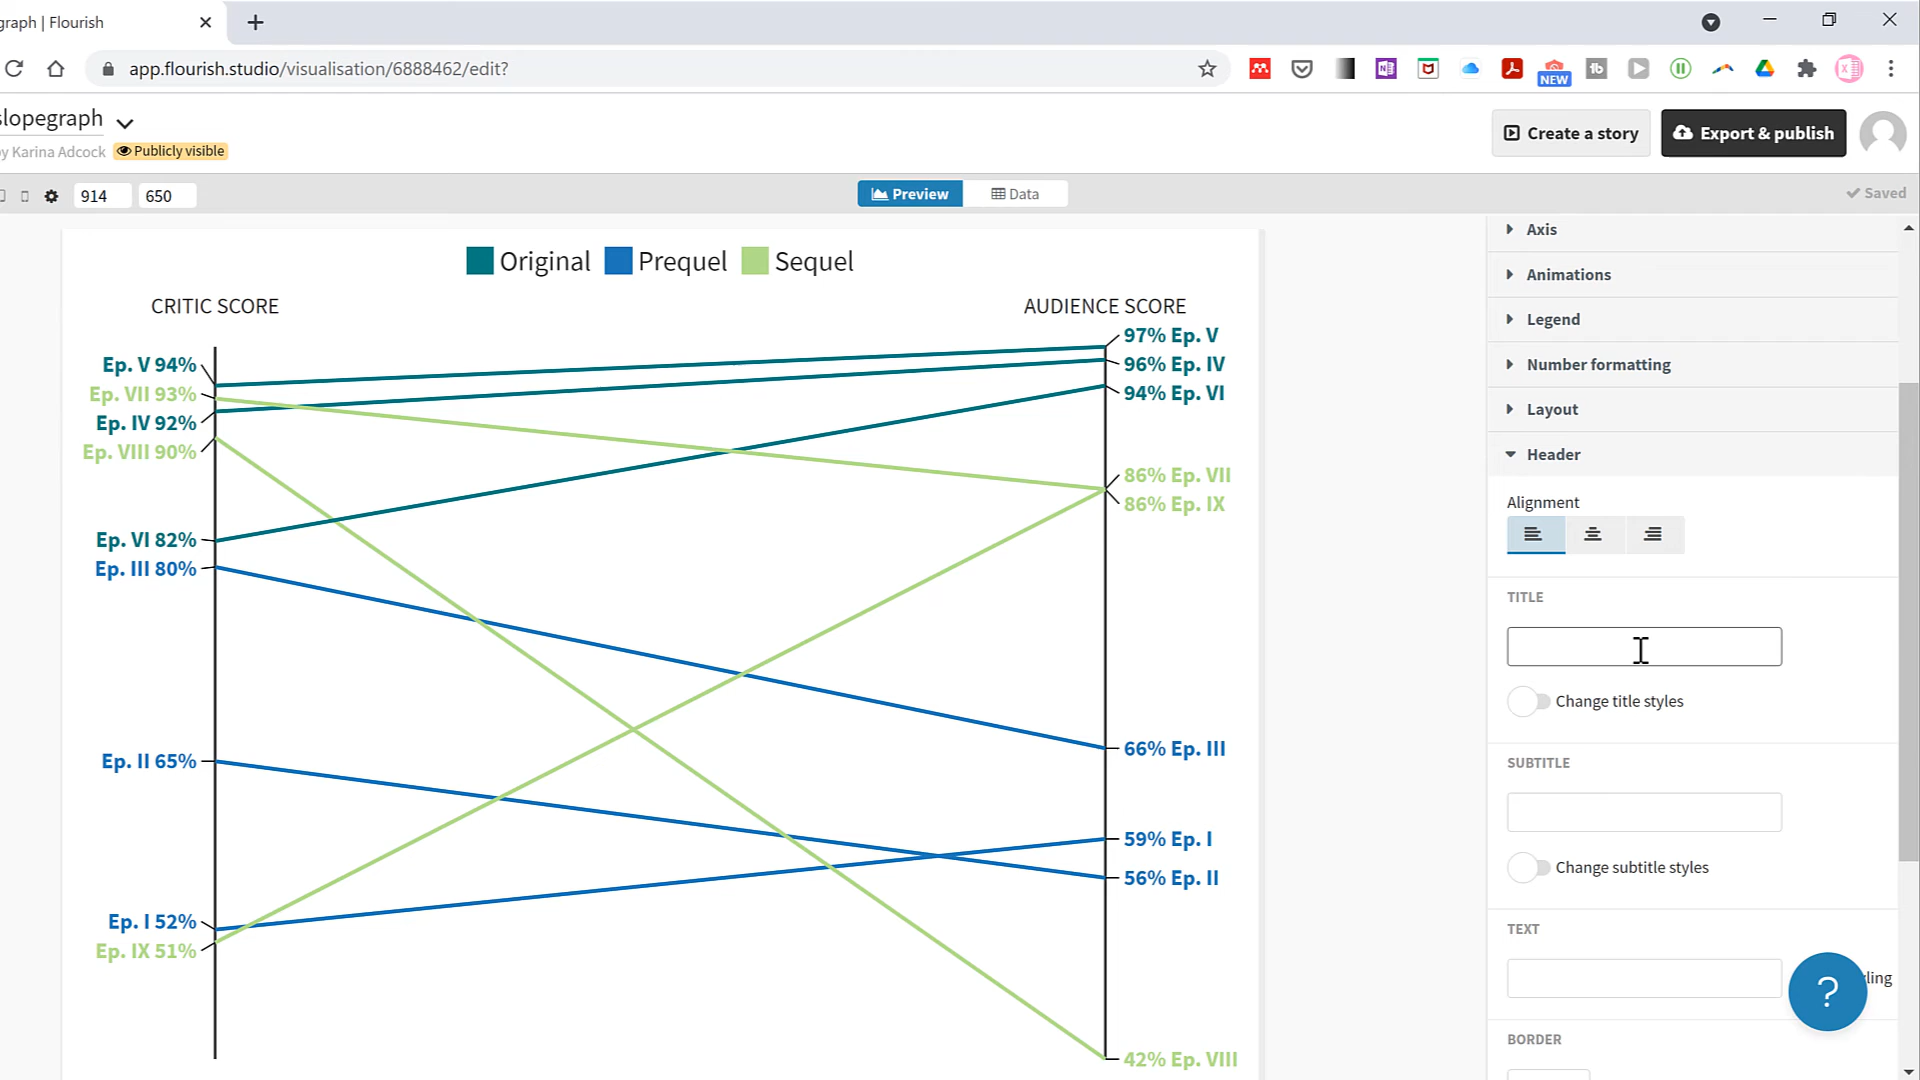 graph | Flourish
app.flourish.studio/visualisation/6888462/edit?
NEW
slopegraph
by Karina Adcock
Publicly visible
Create a story
Export & publish
914
650
Preview
Data
Saved
Original
Prequel
Sequel
CRITIC SCORE
AUDIENCE SCORE
Ep. V 94%
Ep. VII 93%
Ep. IV 92%
Ep. VIII 90%
Ep. VI 82%
Ep. III 80%
Ep. II 65%
Ep. I 52%
Ep. IX 51%
97% Ep. V
96% Ep. IV
94% Ep. VI
86% Ep. VII
86% Ep. IX
66% Ep. III
59% Ep. I
56% Ep. II
42% Ep. VIII
Axis
Animations
Legend
Number formatting
Layout
Header
Alignment
TITLE
Change title styles
SUBTITLE
Change subtitle styles
TEXT
?
BORDER